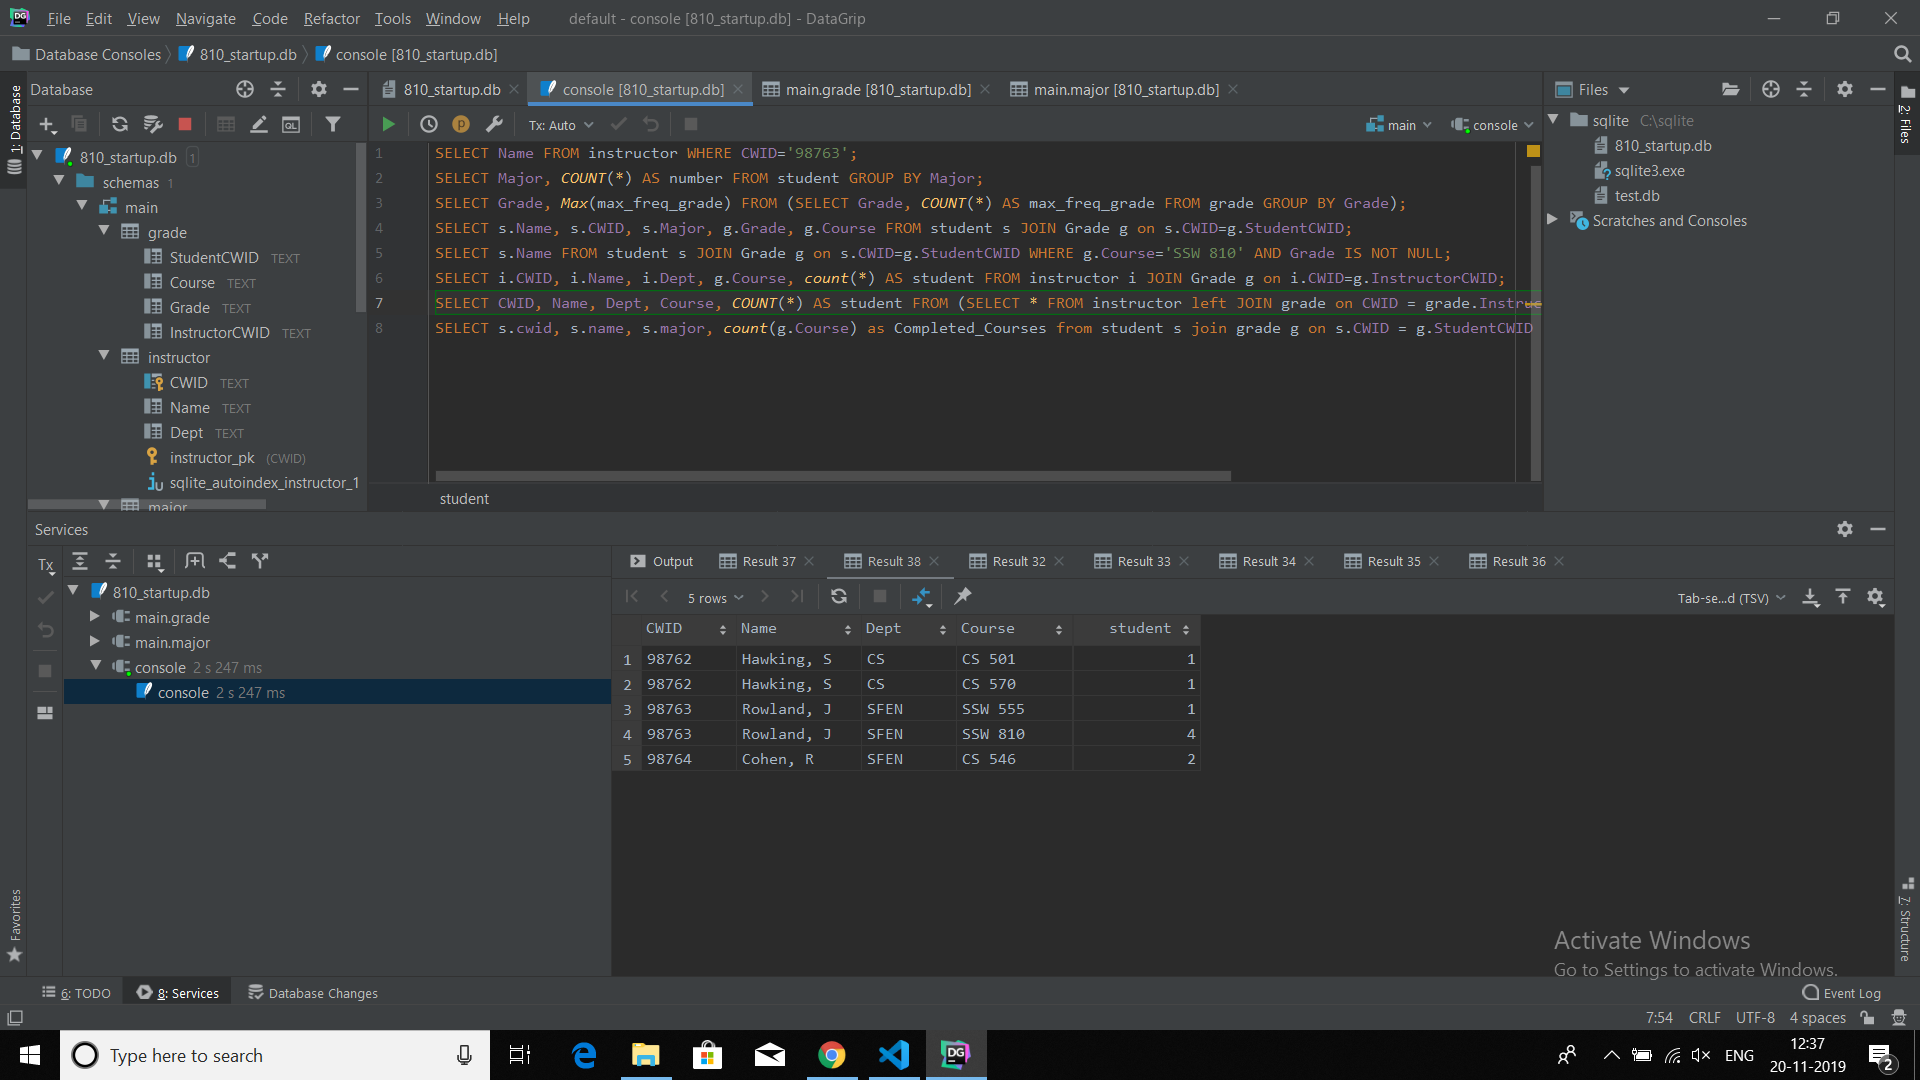 File Edit View Navigate Code Refactor Tools Window Help default - console [810_startup.db] - DataGrip
Database Consoles 810_startup.db console [810_startup.db]
Database
810_startup.db console [810_startup.db] main.grade [810_startup.db] main.major [810_startup.db]
Files
1: Database
2: Files
Tx: Auto main console
810_startup.db 1
schemas 1
main
grade
StudentCWID TEXT
Course TEXT
Grade TEXT
InstructorCWID TEXT
instructor
CWID TEXT
Name TEXT
Dept TEXT
instructor_pk (CWID)
sqlite_autoindex_instructor_1
major
1 SELECT Name FROM instructor WHERE CWID='98763';
2 SELECT Major, COUNT(*) AS number FROM student GROUP BY Major;
3 SELECT Grade, Max(max_freq_grade) FROM (SELECT Grade, COUNT(*) AS max_freq_grade FROM grade GROUP BY Grade);
4 SELECT s.Name, s.CWID, s.Major, g.Grade, g.Course FROM student s JOIN Grade g on s.CWID=g.StudentCWID;
5 SELECT s.Name FROM student s JOIN Grade g on s.CWID=g.StudentCWID WHERE g.Course='SSW 810' AND Grade IS NOT NULL;
6 SELECT i.CWID, i.Name, i.Dept, g.Course, count(*) AS student FROM instructor i JOIN Grade g on i.CWID=g.InstructorCWID;
7 SELECT CWID, Name, Dept, Course, COUNT(*) AS student FROM (SELECT * FROM instructor left JOIN grade on CWID = grade.Instruc
8 SELECT s.cwid, s.name, s.major, count(g.Course) as Completed_Courses from student s join grade g on s.CWID = g.StudentCWID
student
sqlite C:\sqlite
810_startup.db
sqlite3.exe
test.db
Scratches and Consoles
Services
Tx
810_startup.db
main.grade
main.major
console 2 s 247 ms
console 2 s 247 ms
Output Result 37 Result 38 Result 32 Result 33 Result 34 Result 35 Result 36
5 rows Tab-se...d (TSV)
CWID Name Dept Course student
1 98762 Hawking, S CS CS 501 1
2 98762 Hawking, S CS CS 570 1
3 98763 Rowland, J SFEN SSW 555 1
4 98763 Rowland, J SFEN SSW 810 4
5 98764 Cohen, R SFEN CS 546 2
Favorites
7: Structure
Activate Windows
Go to Settings to activate Windows.
6: TODO 8: Services Database Changes Event Log
7:54 CRLF UTF-8 4 spaces
Type here to search
DG
ENG
12:37
20-11-2019
2